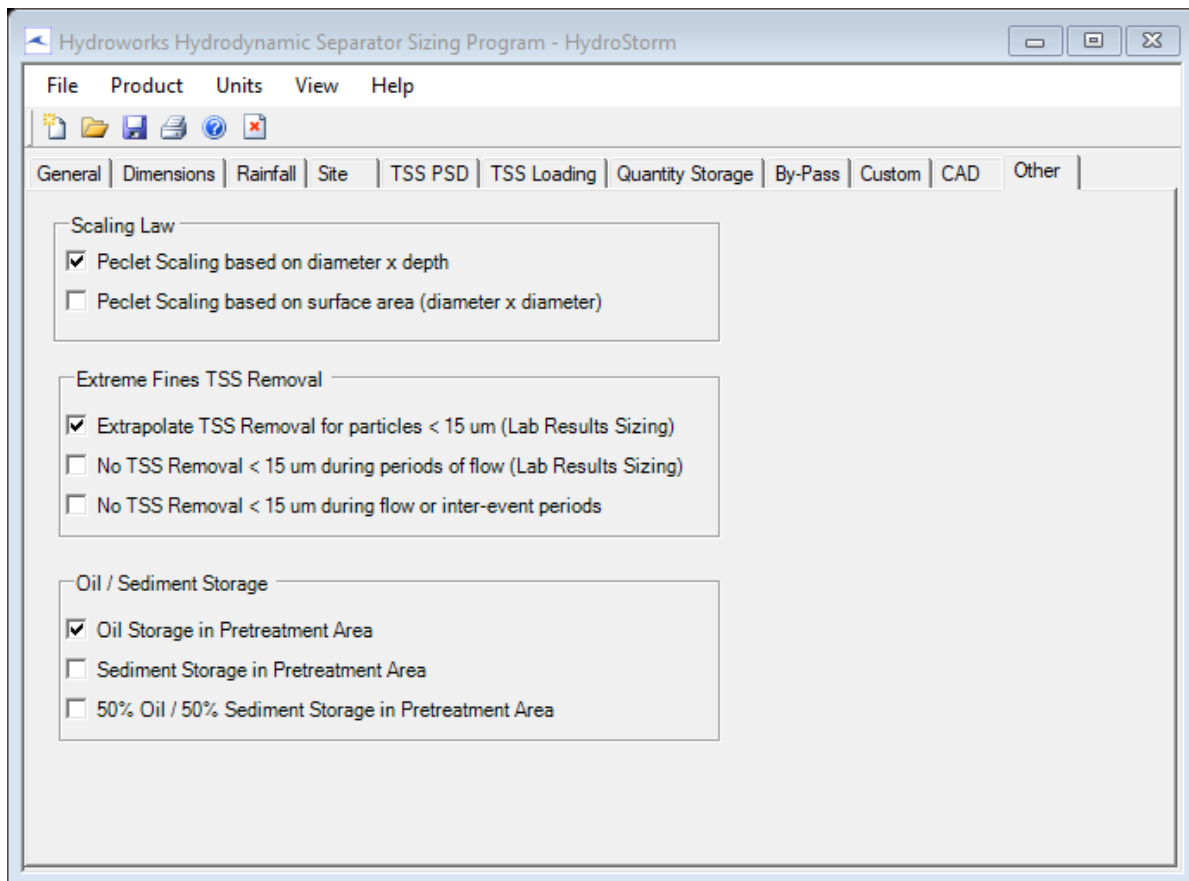 Hydroworks Hydrodynamic Separator Sizing Program - HydroStorm
File Product Units View Help
General Dimensions Rainfall Site TSS PSD TSS Loading Quantity Storage By-Pass Custom CAD Other
Scaling Law
Peclet Scaling based on diameter x depth
Peclet Scaling based on surface area (diameter x diameter)
Extreme Fines TSS Removal
Extrapolate TSS Removal for particles < 15 um (Lab Results Sizing)
No TSS Removal < 15 um during periods of flow (Lab Results Sizing)
No TSS Removal < 15 um during flow or inter-event periods
Oil / Sediment Storage
Oil Storage in Pretreatment Area
Sediment Storage in Pretreatment Area
50% Oil / 50% Sediment Storage in Pretreatment Area